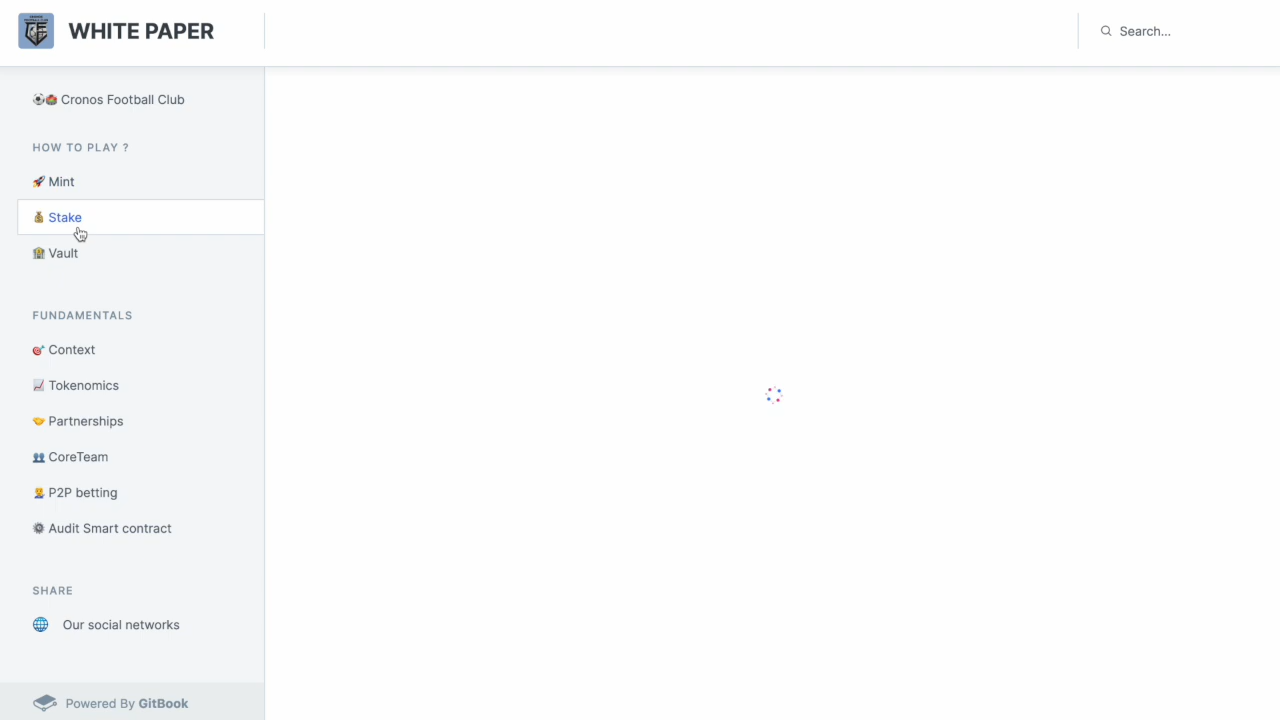 WHITE PAPER
Search...
Cronos Football Club
HOW TO PLAY ?
Mint
Stake
Vault
FUNDAMENTALS
Context
Tokenomics
Partnerships
CoreTeam
P2P betting
Audit Smart contract
SHARE
Our social networks
Powered By GitBook